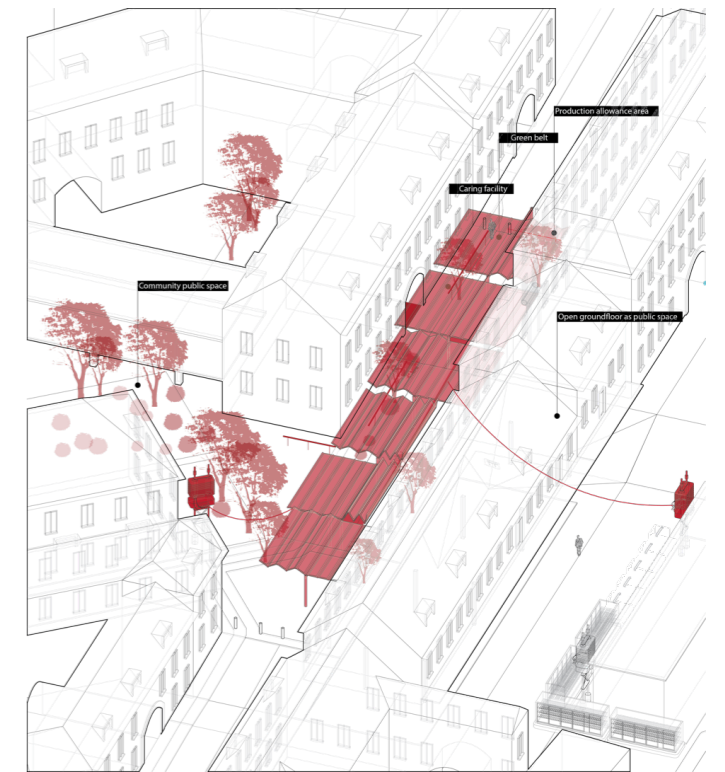 Production allowance area
Green belt
Caring facility
Community public space
Open groundfloor as public space